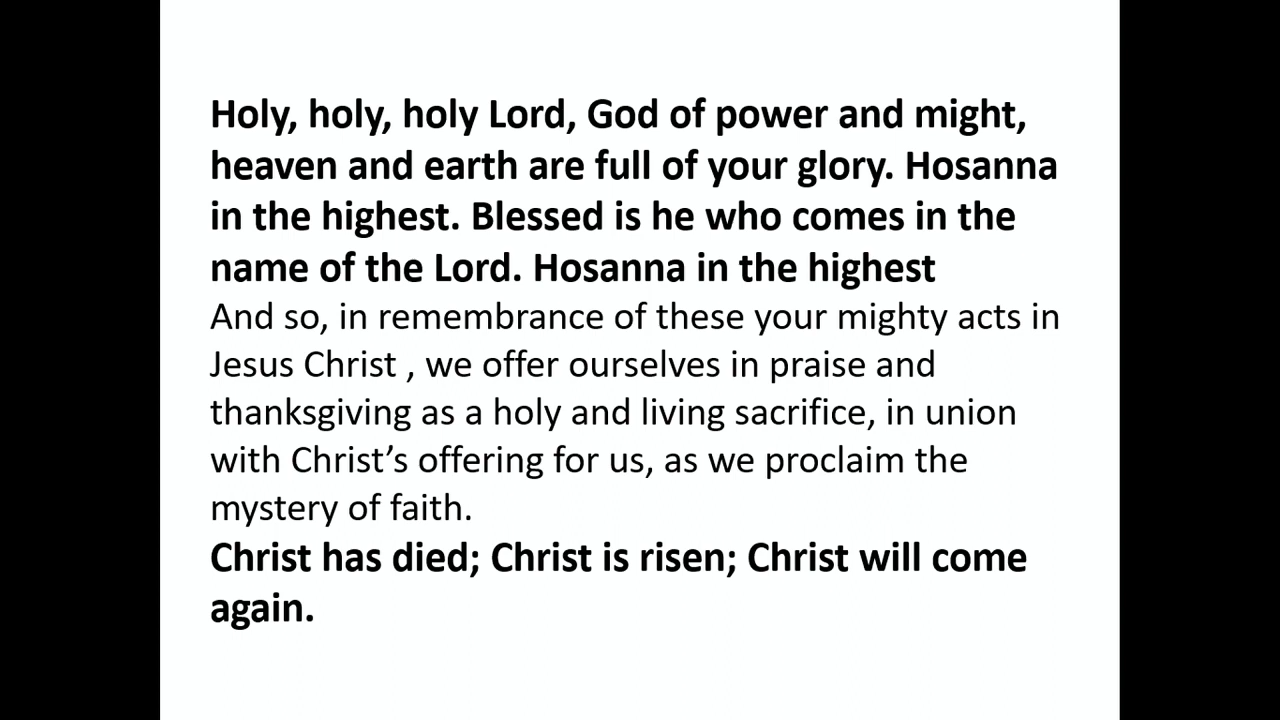 Holy, holy, holy Lord, God of power and might,
heaven and earth are full of your glory. Hosanna
in the highest. Blessed is he who comes in the
name of the Lord. Hosanna in the highest
And so, in remembrance of these your mighty acts in
Jesus Christ , we offer ourselves in praise and
thanksgiving as a holy and living sacrifice, in union
with Christ’s offering for us, as we proclaim the
mystery of faith.
Christ has died; Christ is risen; Christ will come
again.